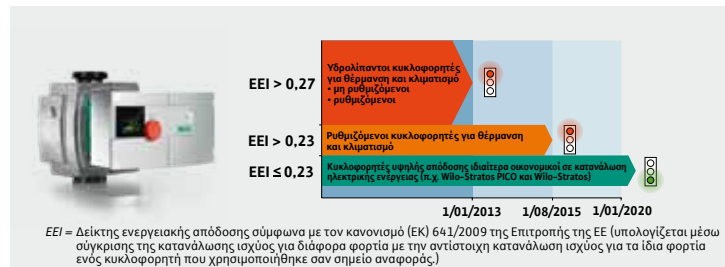 EEI > 0,27
Υδρολίπαντοι κυκλοφορητές
για θέρμανση και κλιματισμό
• μη ρυθμιζόμενοι
• ρυθμιζόμενοι
EEI > 0,23
Ρυθμιζόμενοι κυκλοφορητές για θέρμανση
και κλιματισμό
EEI ≤ 0,23
Κυκλοφορητές υψηλής απόδοσης ιδιαίτερα οικονομικοί σε κατανάλωση
ηλεκτρικής ενέργειας (π.χ. Wilo-Stratos PICO και Wilo-Stratos)
1/01/2013 1/08/2015 1/01/2020
EEI = Δείκτης ενεργειακής απόδοσης σύμφωνα με τον κανονισμό (ΕΚ) 641/2009 της Επιτροπής της ΕΕ (υπολογίζεται μέσω
σύγκρισης της κατανάλωσης ισχύος για διάφορα φορτία με την αντίστοιχη κατανάλωση ισχύος για τα ίδια φορτία
ενός κυκλοφορητή που χρησιμοποιήθηκε σαν σημείο αναφοράς.)